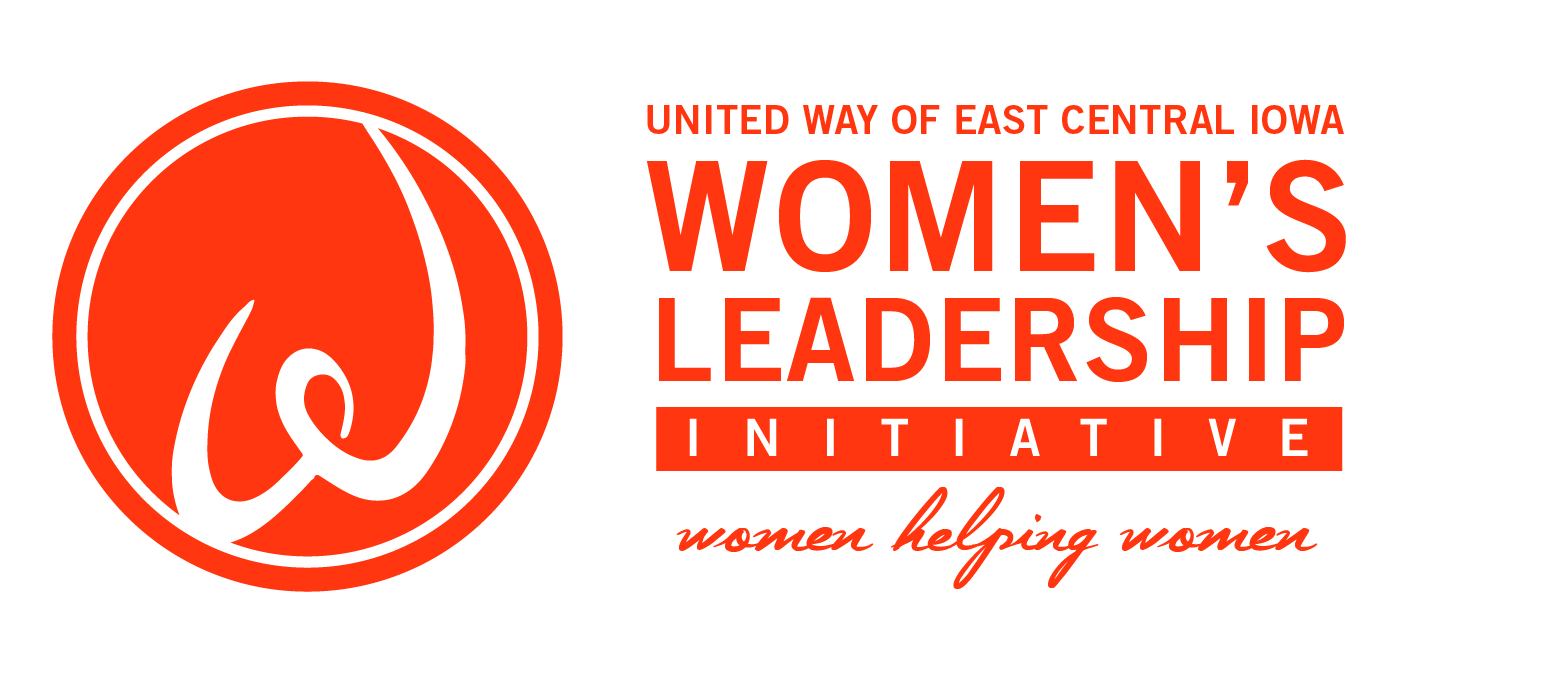 UNITED WAY OF EAST CENTRAL IOWA
WOMEN’S
LEADERSHIP
INITIATIVE
women helping women